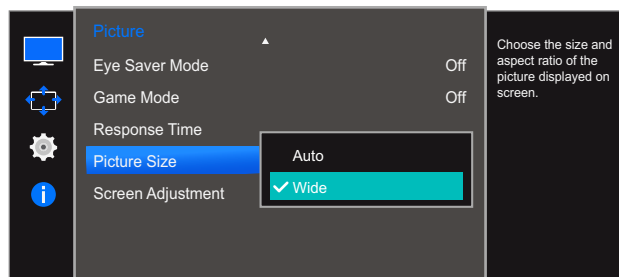 Picture
Eye Saver Mode Off
Game Mode Off
Response Time
Picture Size
Auto
Wide
Screen Adjustment
Choose the size and
aspect ratio of the
picture displayed on
screen.